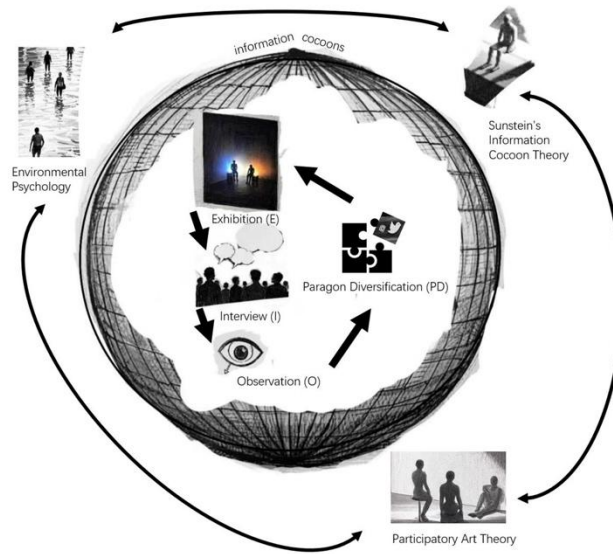 information cocoons
Environmental
Psychology
Sunstein's
Information
Cocoon Theory
Exhibition (E)
Interview (I)
Paragon Diversification (PD)
Observation (O)
Participatory Art Theory